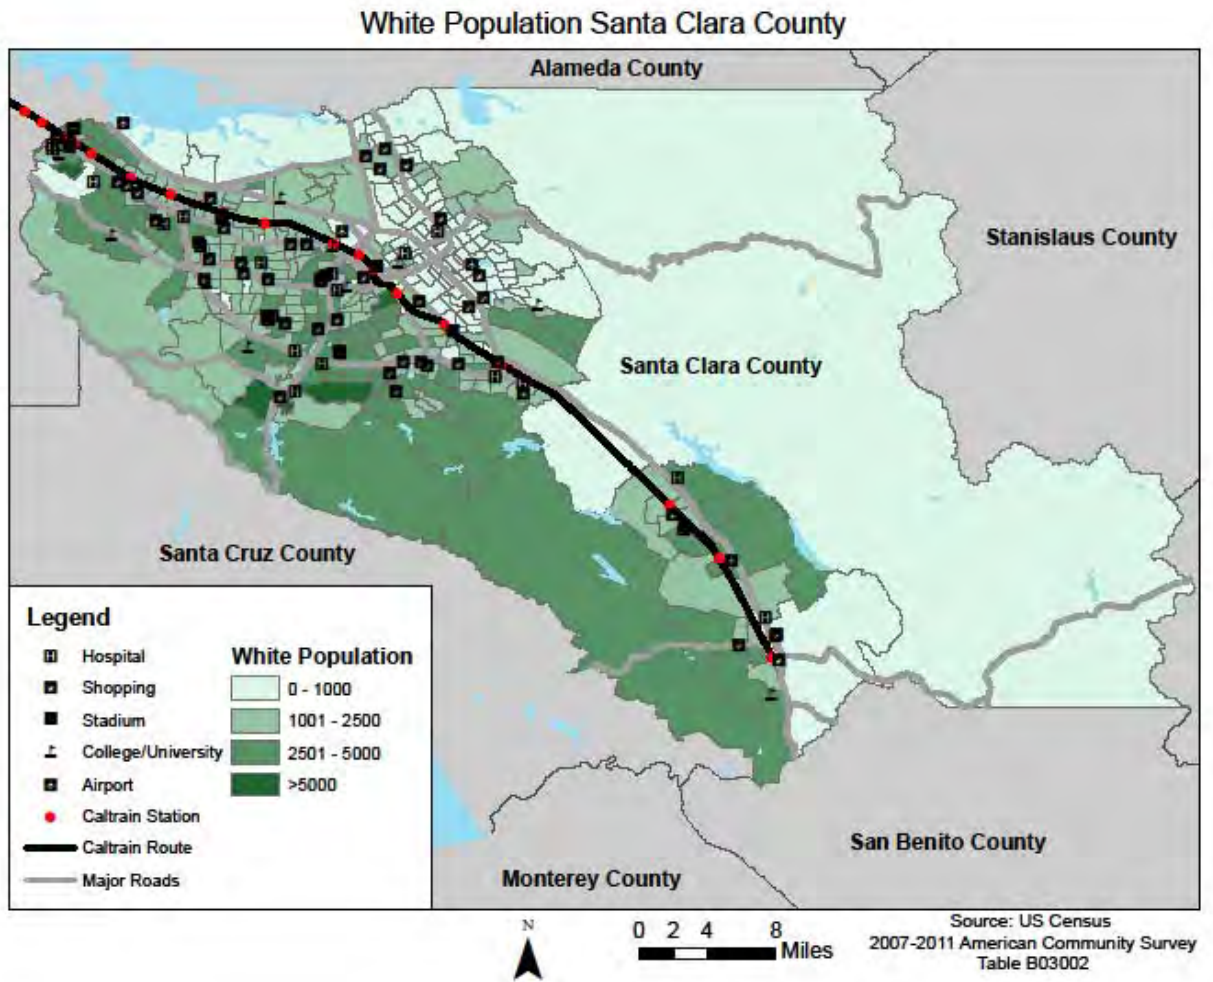 White Population Santa Clara County
Alameda County
Stanislaus County
Santa Clara County
Santa Cruz County
Legend
Hospital
Shopping
Stadium
College/University
Airport
Caltrain Station
Caltrain Route
Major Roads
White Population
0 - 1000
1001 - 2500
2501 - 5000
>5000
San Benito County
Monterey County
N
0 2 4 8
Miles
Source: US Census
2007-2011 American Community Survey
Table B03002